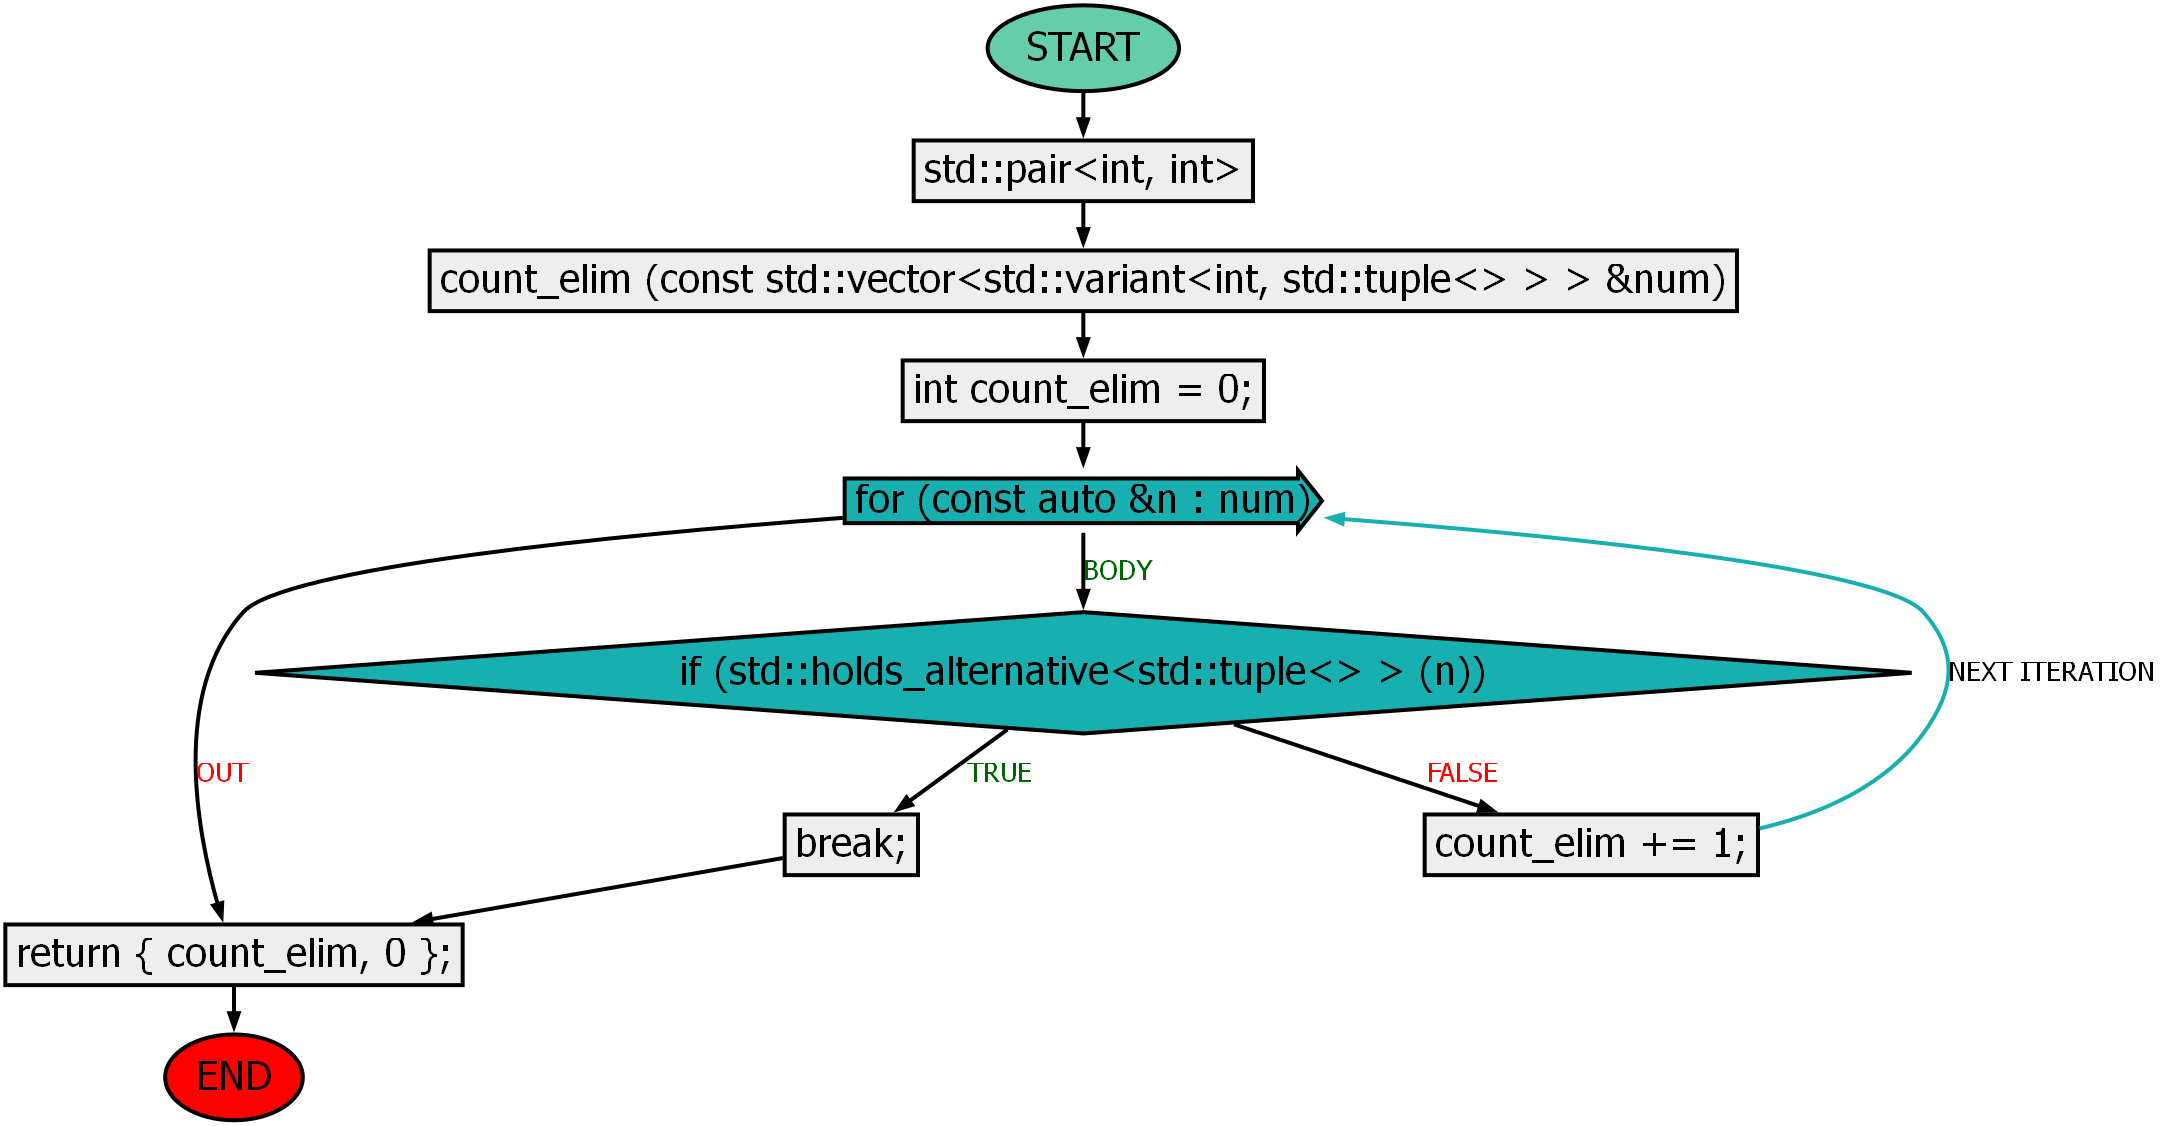 START
std::pair<int, int>
count_elim (const std::vector<std::variant<int, std::tuple<> > > &num)
int count_elim = 0;
for (const auto &n : num)
BODY
if (std::holds_alternative<std::tuple<> > (n))
NEXT ITERATION
OUT
TRUE
FALSE
break;
count_elim += 1;
return { count_elim, 0 };
END